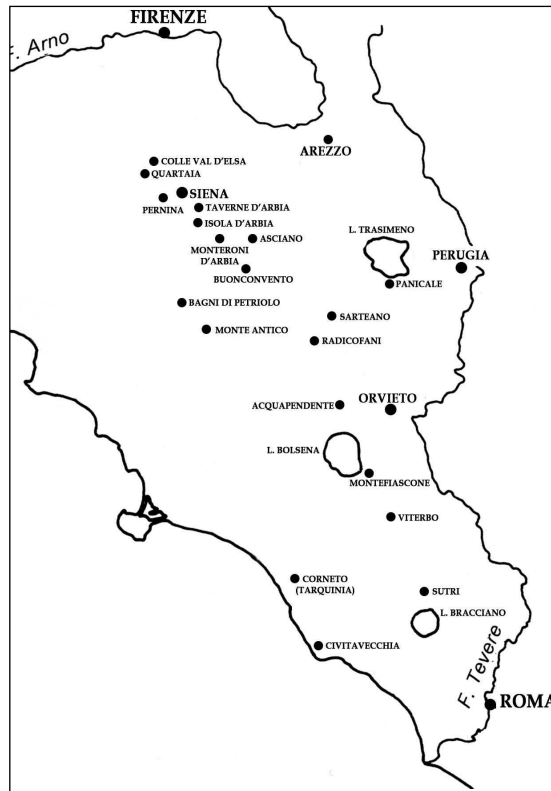 FIRENZE
F. Arno
AREZZO
COLLE VAL D'ELSA
QUARTAIA
SIENA
PERNINA
TAVERNE D'ARBIA
ISOLA D'ARBIA
MONTERONI
D'ARBIA
ASCIANO
L. TRASIMENO
PERUGIA
BUONCONVENTO
PANICALE
BAGNI DI PETRIOLO
SARTEANO
MONTE ANTICO
RADICOFANI
ACQUAPENDENTE
ORVIETO
L. BOLSENA
MONTEFIASCONE
VITERBO
CORNETO
(TARQUINIA)
SUTRI
L. BRACCIANO
CIVITAVECCHIA
F. Tevere
ROMA